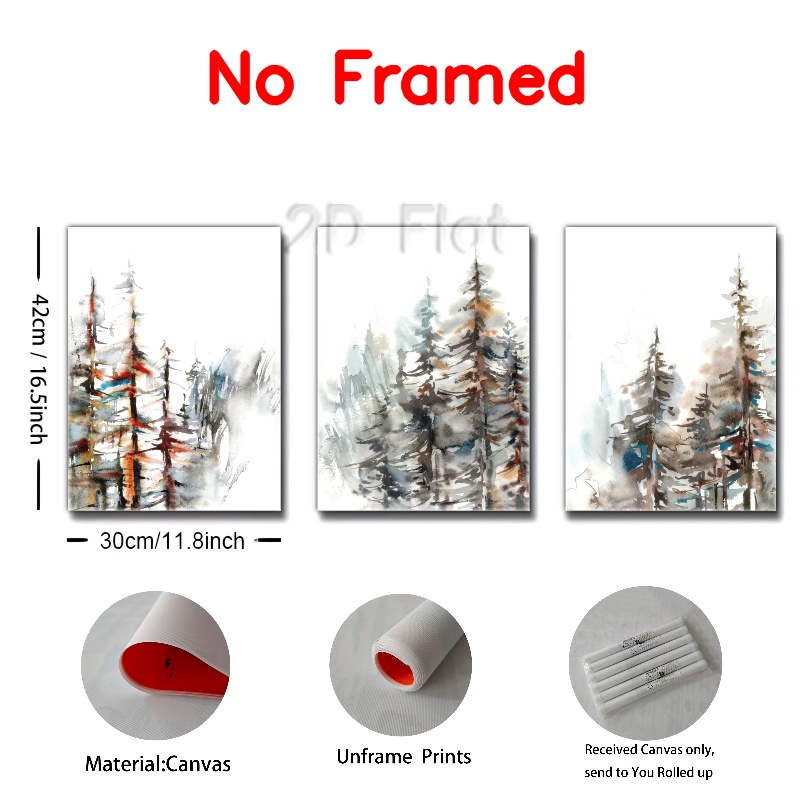 No Framed
2D Flat
42cm / 16.5inch
30cm/11.8inch
Material:Canvas
Unframe Prints
Received Canvas only,
send to You Rolled up